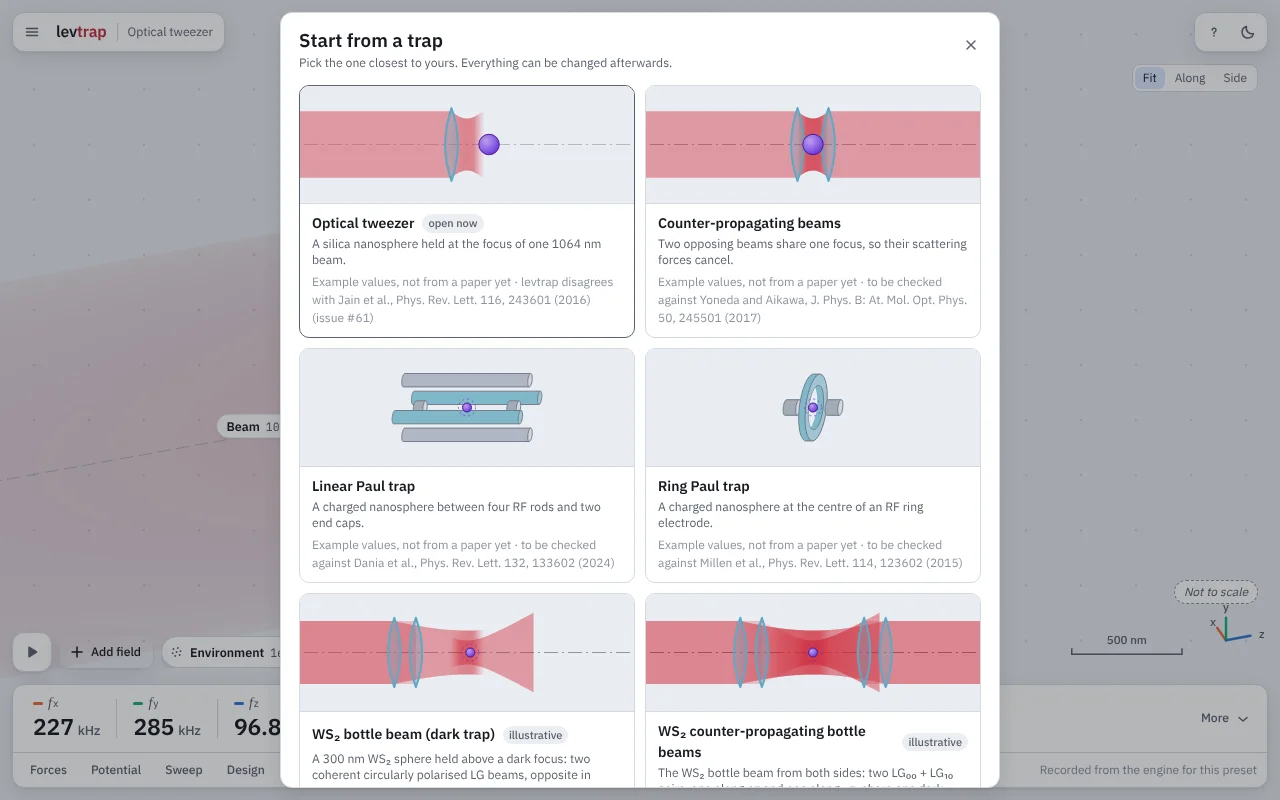 levtrap
Optical tweezer
?
Fit
Along
Side
Start from a trap
Pick the one closest to yours. Everything can be changed afterwards.
Optical tweezer
open now
A silica nanosphere held at the focus of one 1064 nm
beam.
Example values, not from a paper yet · levtrap disagrees
with Jain et al., Phys. Rev. Lett. 116, 243601 (2016)
(issue #61)
Counter-propagating beams
Two opposing beams share one focus, so their scattering
forces cancel.
Example values, not from a paper yet · to be checked
against Yoneda and Aikawa, J. Phys. B: At. Mol. Opt. Phys.
50, 245501 (2017)
Linear Paul trap
A charged nanosphere between four RF rods and two
end caps.
Example values, not from a paper yet · to be checked
against Dania et al., Phys. Rev. Lett. 132, 133602 (2024)
Ring Paul trap
A charged nanosphere at the centre of an RF ring
electrode.
Example values, not from a paper yet · to be checked
against Millen et al., Phys. Rev. Lett. 114, 123602 (2015)
WS₂ bottle beam (dark trap)
illustrative
A 300 nm WS₂ sphere held above a dark focus: two
coherent circularly polarised LG beams, opposite in
WS₂ counter-propagating bottle
beams
illustrative
The WS₂ bottle beam from both sides: two LG₀₀ + LG₁₀
Beam 10
Not to scale
y
x
z
500 nm
Add field
Environment 1e
fx
227 kHz
fy
285 kHz
fz
96.8
More
Forces
Potential
Sweep
Design
Recorded from the engine for this preset